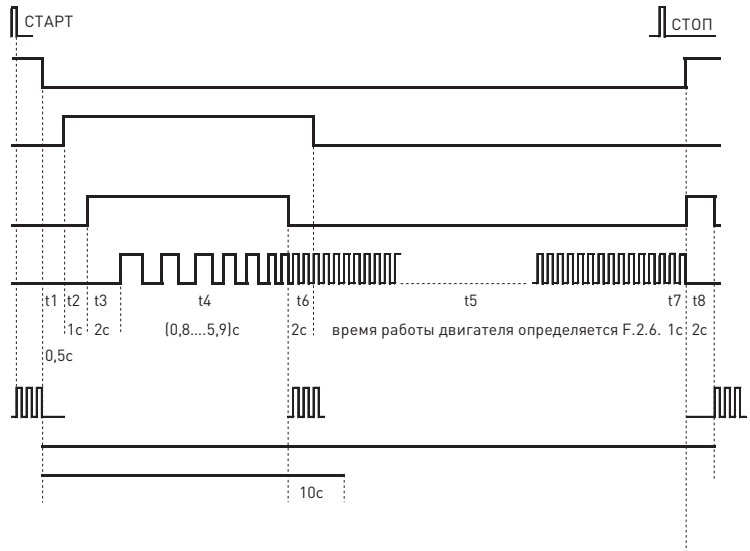 СТАРТ
СТОП
t1 t2 t3 t4 t6 t5 t7 t8
1с 2с (0,8....5,9)с 2с время работы двигателя определяется F.2.6. 1с 2с
0,5с
10с